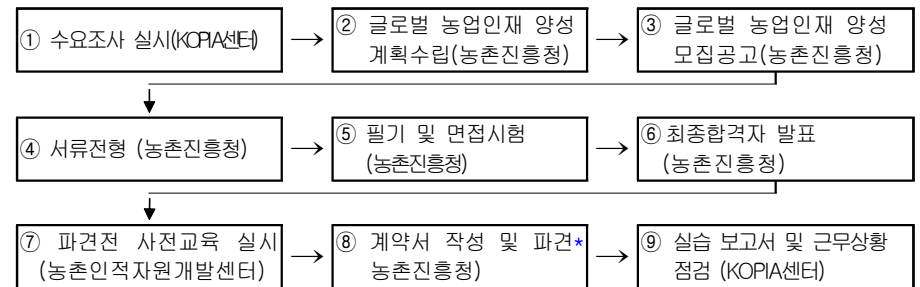 ① 수요조사 실시(KOPIA센터) → ② 글로벌 농업인재 양성
계획수립(농촌진흥청) → ③ 글로벌 농업인재 양성
모집공고(농촌진흥청)
④ 서류전형 (농촌진흥청) → ⑤ 필기 및 면접시험
(농촌진흥청) → ⑥ 최종합격자 발표
(농촌진흥청)
⑦ 파견전 사전교육 실시
(농촌인적자원개발센터) → ⑧ 계약서 작성 및 파견*
농촌진흥청) → ⑨ 실습 보고서 및 근무상황
점검 (KOPIA센터)